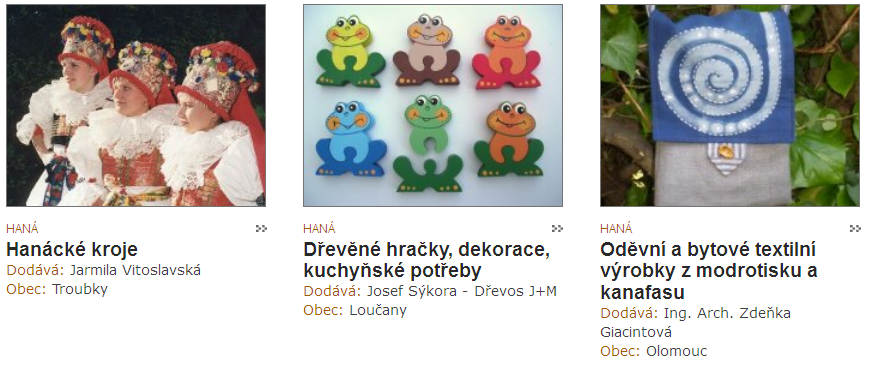 HANÁ
Hanácké kroje
Dodává: Jarmila Vitoslavská
Obec: Troubky
HANÁ
Dřevěné hračky, dekorace,
kuchyňské potřeby
Dodává: Josef Sýkora - Dřevos J+M
Obec: Loučany
HANÁ
Oděvní a bytové textilní
výrobky z modrotisku a
kanafasu
Dodává: Ing. Arch. Zdeňka
Giacintová
Obec: Olomouc